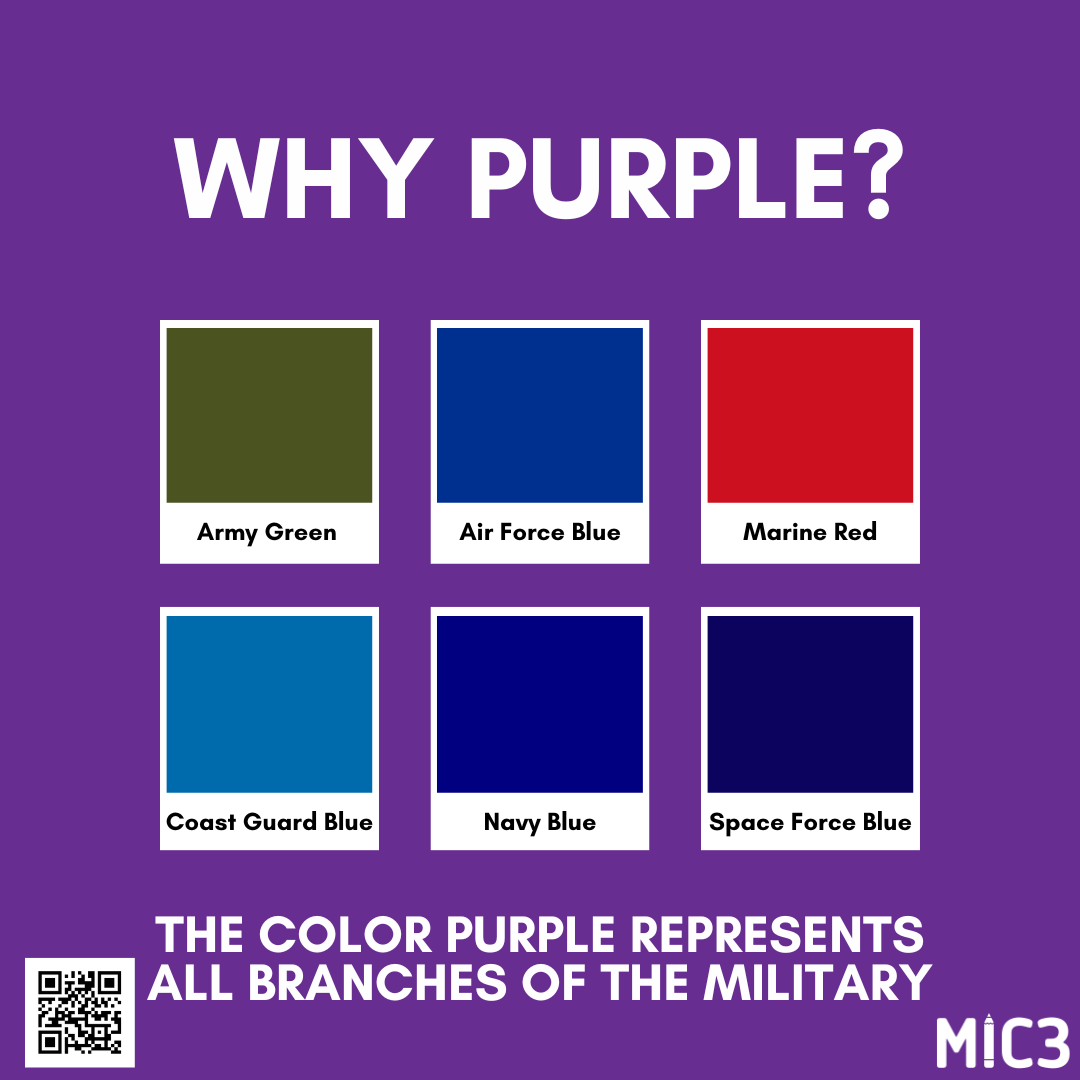 WHY PURPLE?
Army Green
Air Force Blue
Marine Red
Coast Guard Blue
Navy Blue
Space Force Blue
THE COLOR PURPLE REPRESENTS
ALL BRANCHES OF THE MILITARY
MIC3